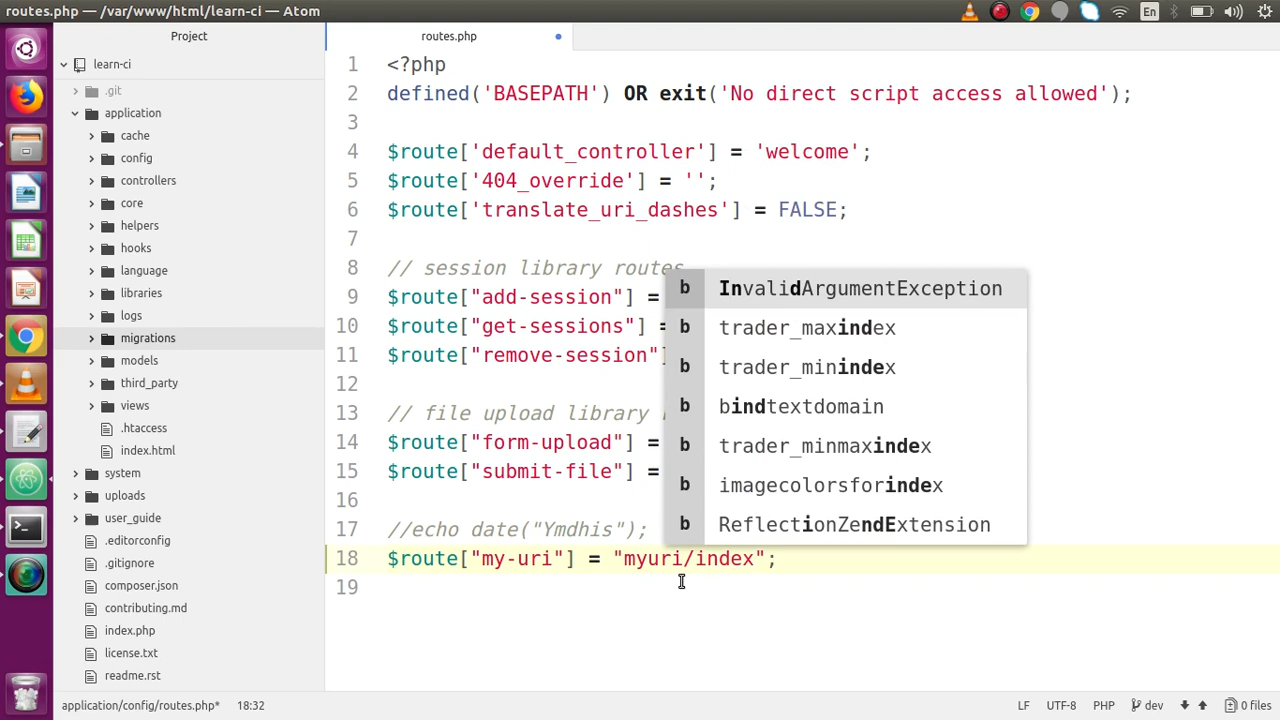 routes.php — /var/www/html/learn-ci — Atom
En
Project
learn-ci
.git
application
cache
config
controllers
core
helpers
hooks
language
libraries
logs
migrations
models
third_party
views
.htaccess
index.html
system
uploads
user_guide
.editorconfig
.gitignore
composer.json
contributing.md
index.php
license.txt
readme.rst
routes.php
1 <?php
2 defined('BASEPATH') OR exit('No direct script access allowed');
3
4 $route['default_controller'] = 'welcome';
5 $route['404_override'] = '';
6 $route['translate_uri_dashes'] = FALSE;
7
8 // session library routes
9 $route["add-session"] =
10 $route["get-sessions"] =
11 $route["remove-session"]
12
13 // file upload library
14 $route["form-upload"] =
15 $route["submit-file"] =
16
17 //echo date("Ymdhis");
18 $route["my-uri"] = "myuri/index";
19
b InvalidArgumentException
b trader_maxindex
b trader_minindex
b bindtextdomain
b trader_minmaxindex
b imagecolorsforindex
b ReflectionZendExtension
application/config/routes.php* 18:32
LF UTF-8 PHP dev 0 files